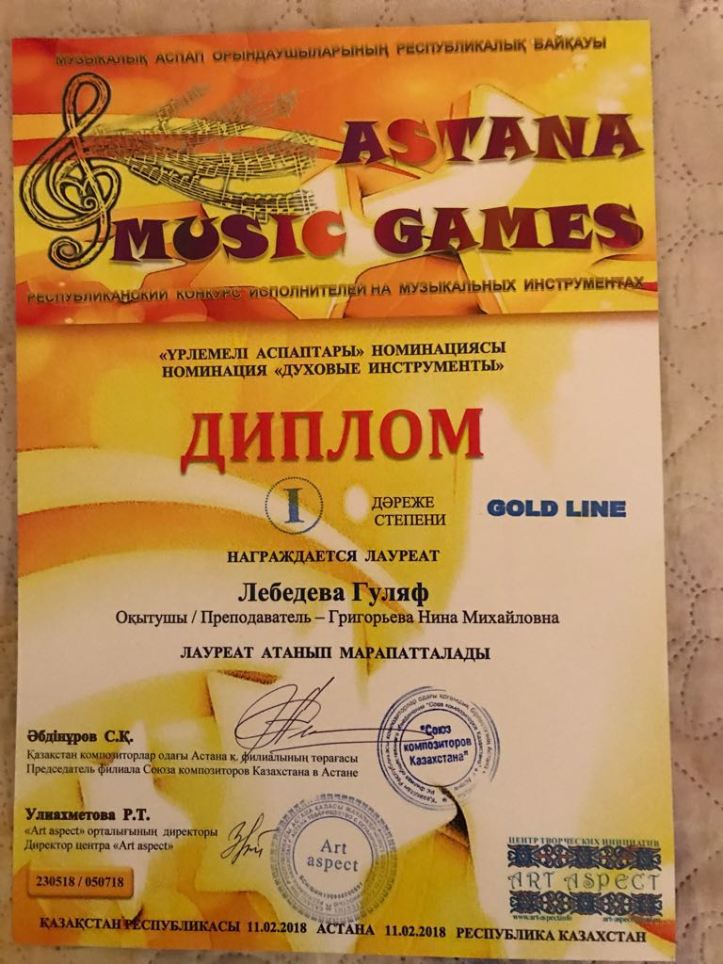 МУЗЫКАЛЫҚ АСПАП ОРЫНДАУШЫЛАРЫНЫҢ РЕСПУБЛИКАЛЫҚ БАЙҚАУЫ
ASTANA
MUSIC GAMES
РЕСПУБЛИКАНСКИЙ КОНКУРС ИСПОЛНИТЕЛЕЙ НА МУЗЫКАЛЬНЫХ ИНСТРУМЕНТАХ
«ҮРЛЕМЕЛІ АСПАПТАРЫ» НОМИНАЦИЯСЫ
НОМИНАЦИЯ «ДУХОВЫЕ ИНСТРУМЕНТЫ»
ДИПЛОМ
I ДӘРЕЖЕ
СТЕПЕНИ
GOLD LINE
НАГРАЖДАЕТСЯ ЛАУРЕАТ
Лебедева Гуляф
Оқытушы / Преподаватель – Григорьева Нина Михайловна
ЛАУРЕАТ АТАНЫП МАРАПАТТАЛАДЫ
Әбдінұров С.Қ.
Қазақстан композиторлар одағы Астана қ. филиалының төрағасы
Председатель филиала Союза композиторов Казахстана в Астане
"Союз
композиторов
Казахстана"
Улиахметова Р.Т.
«Art aspect» орталығының директоры
Директор центра «Art aspect»
Art
aspect
230518 / 050718
ЦЕНТР ТВОРЧЕСКИХ ИНИЦИАТИВ
ART ASPECT
ҚАЗАҚСТАН РЕСПУБЛИКАСЫ 11.02.2018 АСТАНА 11.02.2018 РЕСПУБЛИКА КАЗАХСТАН